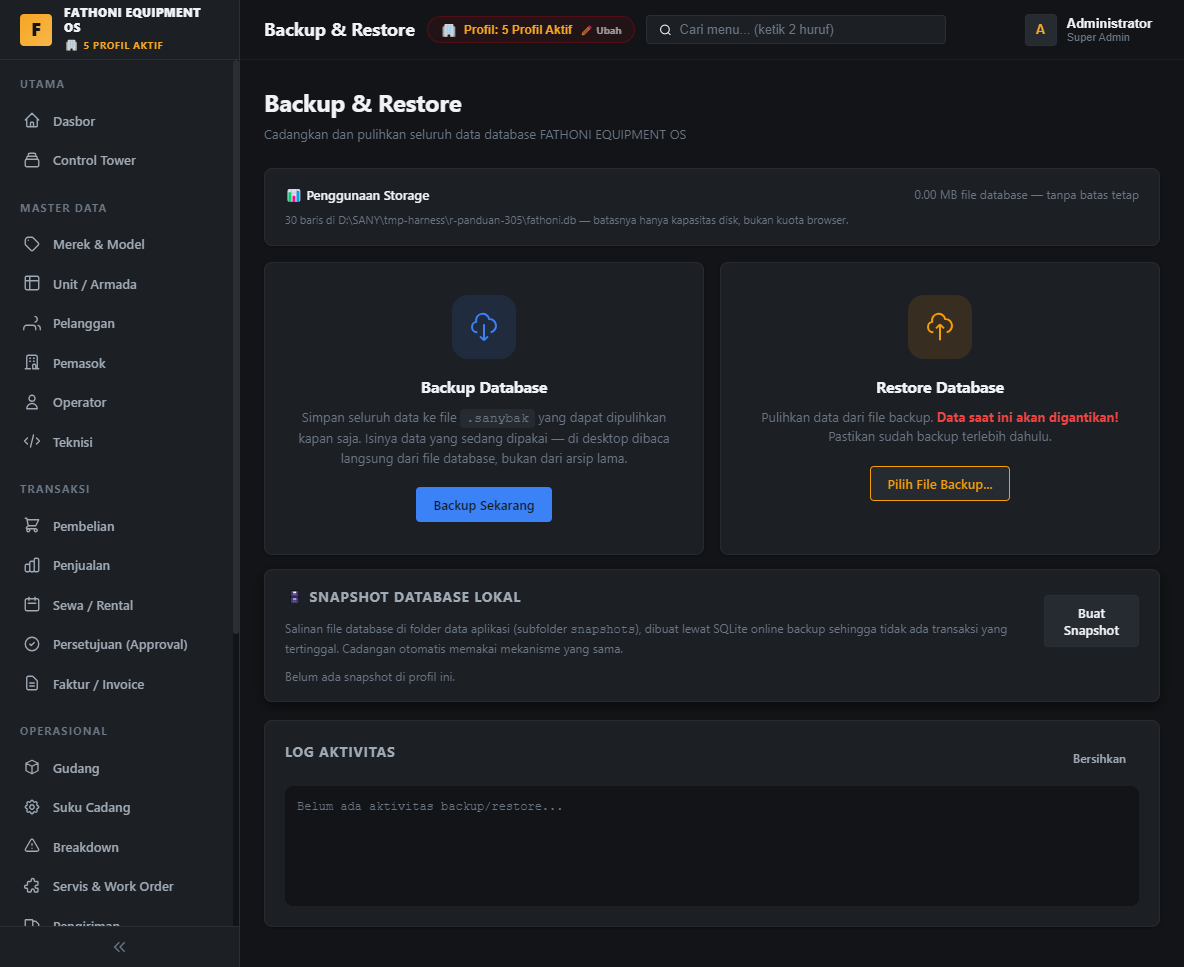 F
FATHONI EQUIPMENT
OS
5 PROFIL AKTIF
UTAMA
Dasbor
Control Tower
MASTER DATA
Merek & Model
Unit / Armada
Pelanggan
Pemasok
Operator
Teknisi
TRANSAKSI
Pembelian
Penjualan
Sewa / Rental
Persetujuan (Approval)
Faktur / Invoice
OPERASIONAL
Gudang
Suku Cadang
Breakdown
Servis & Work Order
Pengiriman
Backup & Restore
Profil: 5 Profil Aktif
Ubah
Cari menu... (ketik 2 huruf)
A
Administrator
Super Admin
Backup & Restore
Cadangkan dan pulihkan seluruh data database FATHONI EQUIPMENT OS
Penggunaan Storage
0.00 MB file database — tanpa batas tetap
30 baris di D:\SANY\tmp-harness\r-panduan-305\fathoni.db — batasnya hanya kapasitas disk, bukan kuota browser.
Backup Database
Simpan seluruh data ke file .sanybak yang dapat dipulihkan
kapan saja. Isinya data yang sedang dipakai — di desktop dibaca
langsung dari file database, bukan dari arsip lama.
Backup Sekarang
Restore Database
Pulihkan data dari file backup. Data saat ini akan digantikan!
Pastikan sudah backup terlebih dahulu.
Pilih File Backup...
SNAPSHOT DATABASE LOKAL
Salinan file database di folder data aplikasi (subfolder snapshots), dibuat lewat SQLite online backup sehingga tidak ada transaksi yang
tertinggal. Cadangan otomatis memakai mekanisme yang sama.
Belum ada snapshot di profil ini.
Buat
Snapshot
LOG AKTIVITAS
Bersihkan
Belum ada aktivitas backup/restore...